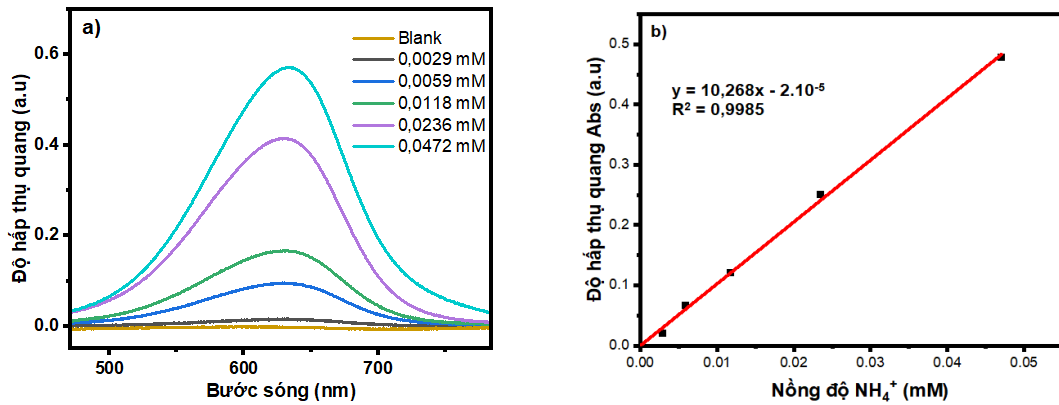 a)
Độ hấp thụ quang (a.u)
0.6
0.4
0.2
0.0
500
600
700
Bước sóng (nm)
Blank
0,0029 mM
0,0059 mM
0,0118 mM
0,0236 mM
0,0472 mM
b)
Độ hấp thụ quang Abs (a.u)
0.5
0.4
0.3
0.2
0.1
0.0
0.00
0.01
0.02
0.03
0.04
0.05
Nồng độ NH₄⁺ (mM)
y = 10,268x - 2.10⁻⁵
R² = 0,9985